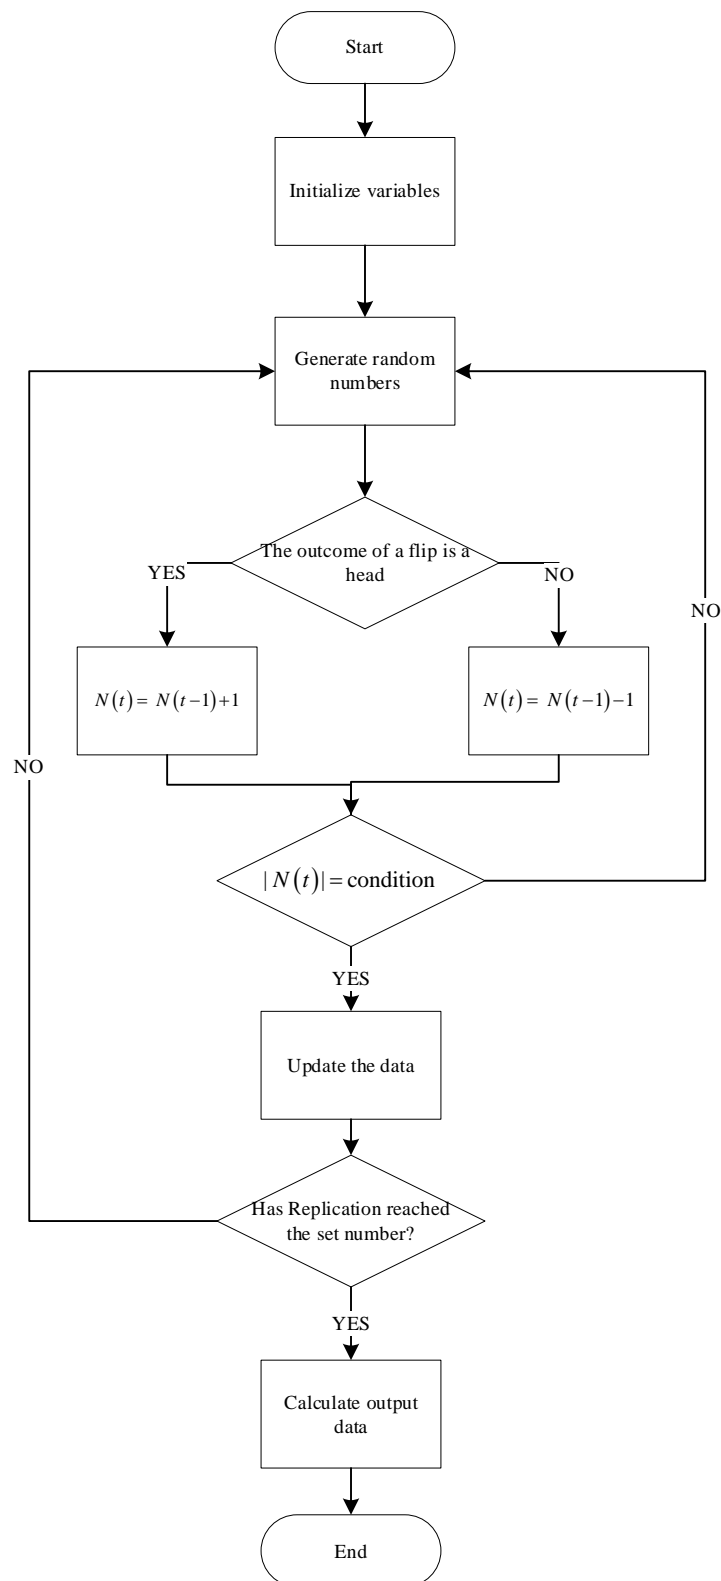 Start
Initialize variables
Generate random
numbers
The outcome of a flip is a
head
YES
NO
NO
N(t) = N(t−1)+1
N(t) = N(t−1)−1
NO
|N(t)| = condition
YES
Update the data
Has Replication reached
the set number?
YES
Calculate output
data
End